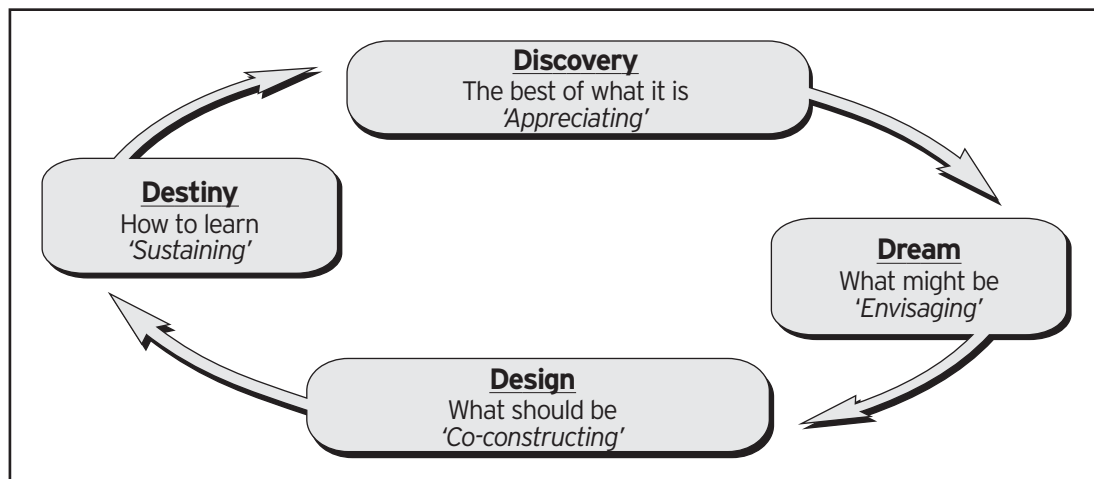 Discovery
The best of what it is
‘Appreciating’
Dream
What might be
‘Envisaging’
Design
What should be
‘Co-constructing’
Destiny
How to learn
‘Sustaining’